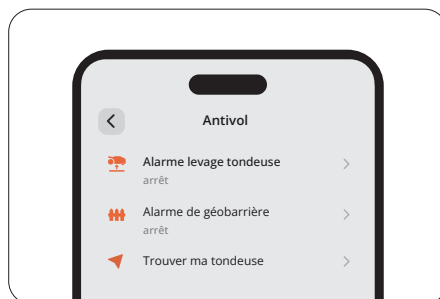 Antivol
Alarme levage tondeuse
arrêt
Alarme de géobarrière
arrêt
Trouver ma tondeuse